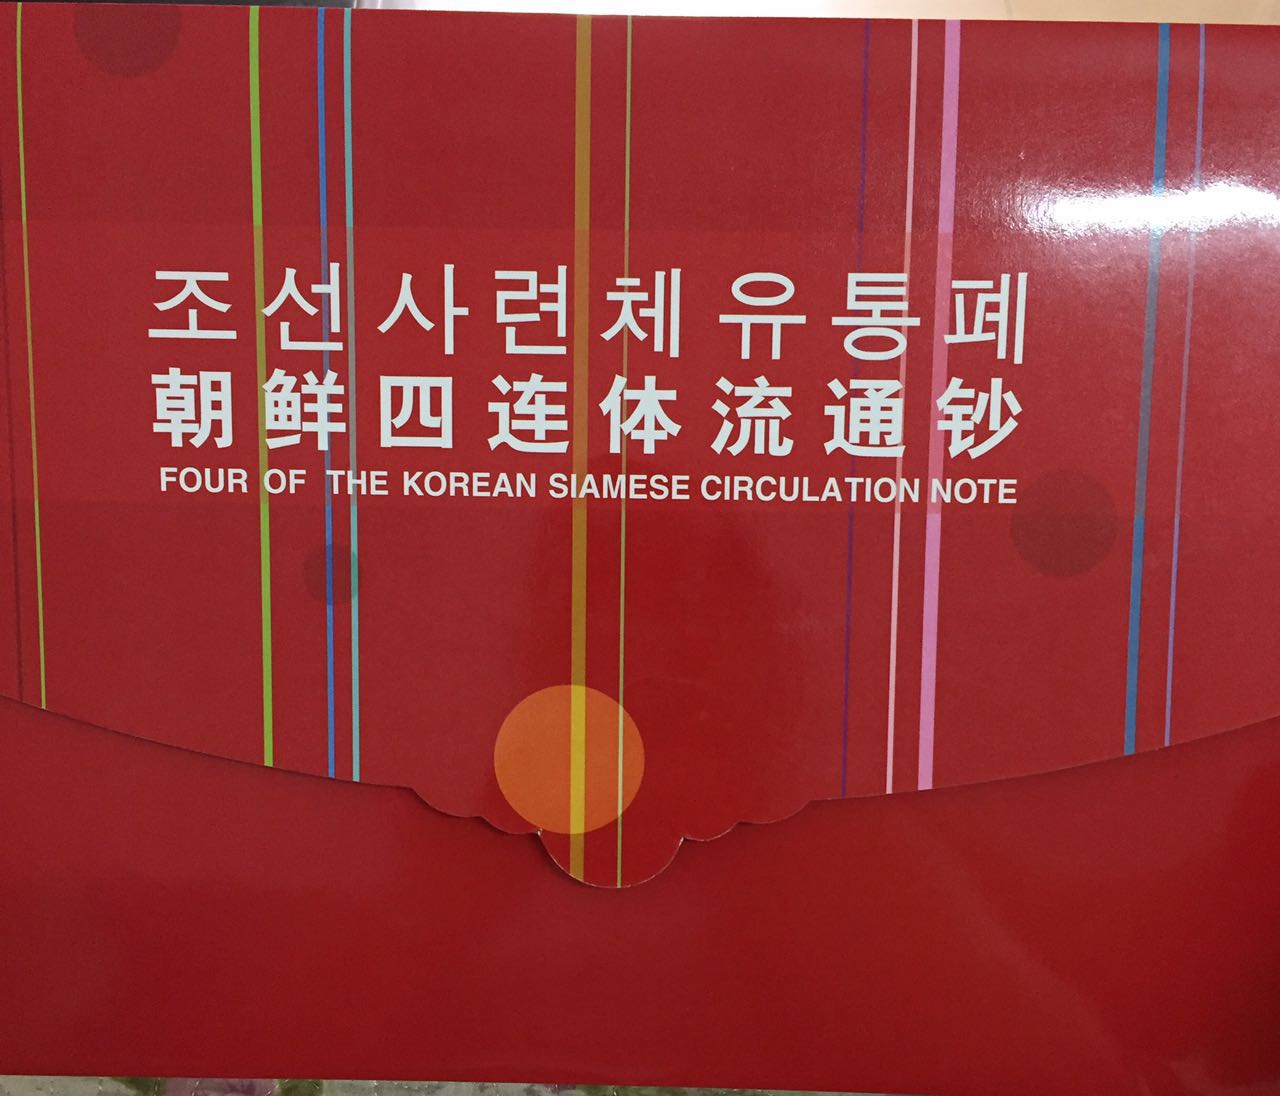 조선사련체유통폐
朝鲜四连体流通钞
FOUR OF THE KOREAN SIAMESE CIRCULATION NOTE